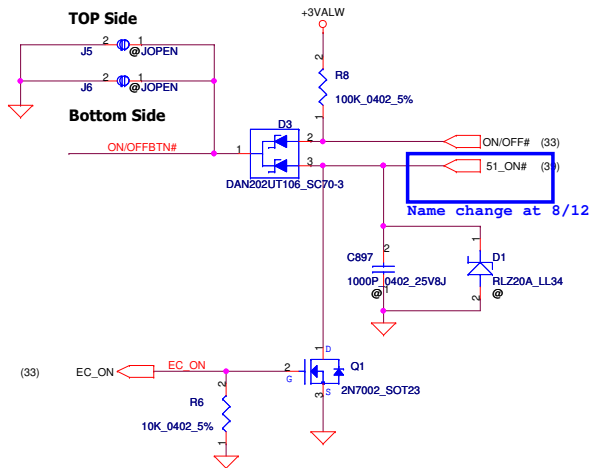 +3VALW
TOP Side
2 1
J5 @JOPEN
2 1
J6 @JOPEN
2
R8
100K_0402_5%
1
Bottom Side
D3
ON/OFFBTN# 1 2 ON/OFF# (33)
3 51_ON# (39)
DAN202UT106_SC70-3
Name change at 8/12
C897 2
1000P_0402_25V8J
@ 1
1 D1
RLZ20A_LL34
2 @
1 D
Q1
(33) EC_ON EC_ON 2 G
3 S
2N7002_SOT23
2
R6
10K_0402_5%
1